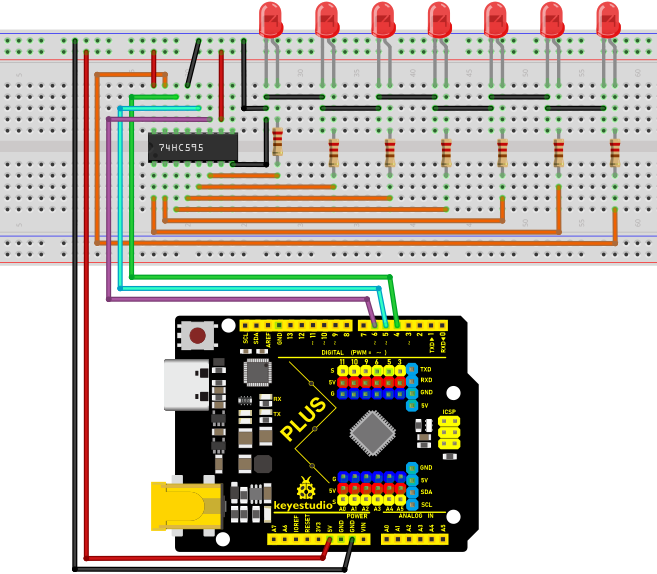 74HC595
SCL
SDA
AREF
GND
13
12
11
10
9
8
7
6
5
4
3
2
TXD 1
RXD 0
DIGITAL (PWM= ~ )
11 10 9 6 5 3
S
5V
G
TXD
RXD
GND
5V
RX
TX
PLUS
ICSP
GND
5V
SDA
SCL
G
5V
S
A0 A1 A2 A3 A4 A5
keyestudio
POWER
ANALOG IN
A7
A6
IOREF
RESET
3V3
5V
GND
GND
VIN
A0
A1
A2
A3
A4
A5